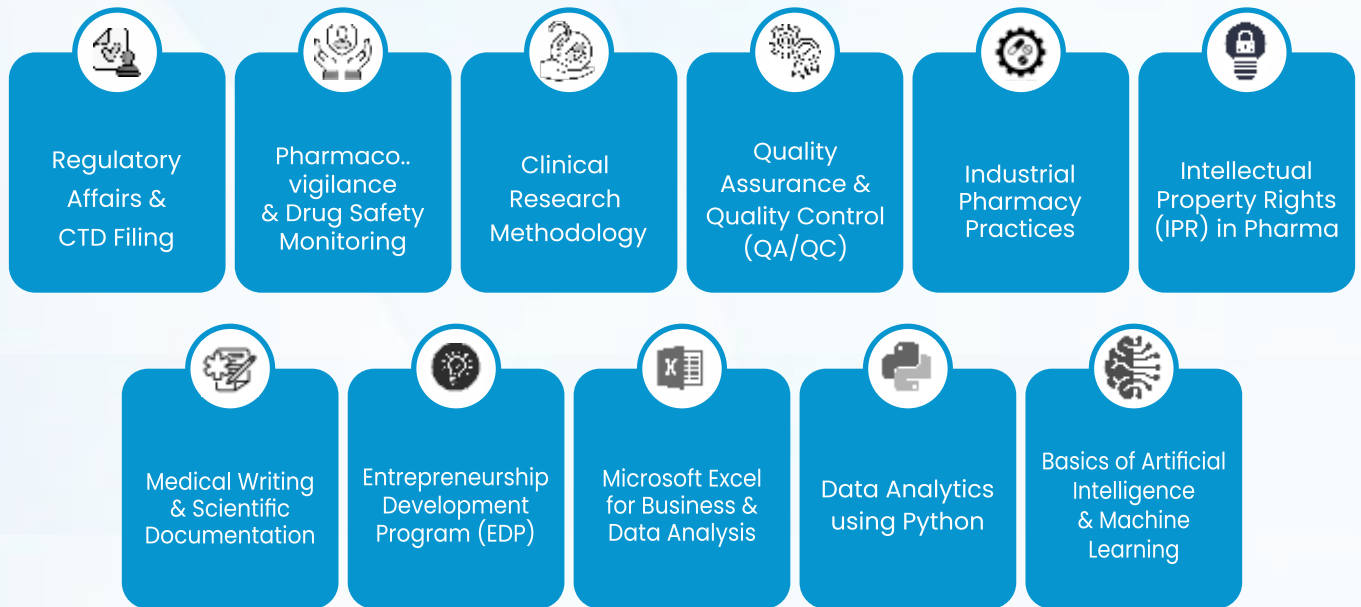 Regulatory
Affairs &
CTD Filing
Pharmaco..
vigilance
& Drug Safety
Monitoring
Clinical
Research
Methodology
Quality
Assurance &
Quality Control
(QA/QC)
Industrial
Pharmacy
Practices
Intellectual
Property Rights
(IPR) in Pharma
Medical Writing
& Scientific
Documentation
Entrepreneurship
Development
Program (EDP)
X
Microsoft Excel
for Business &
Data Analysis
Data Analytics
using Python
Basics of Artificial
Intelligence
& Machine
Learning